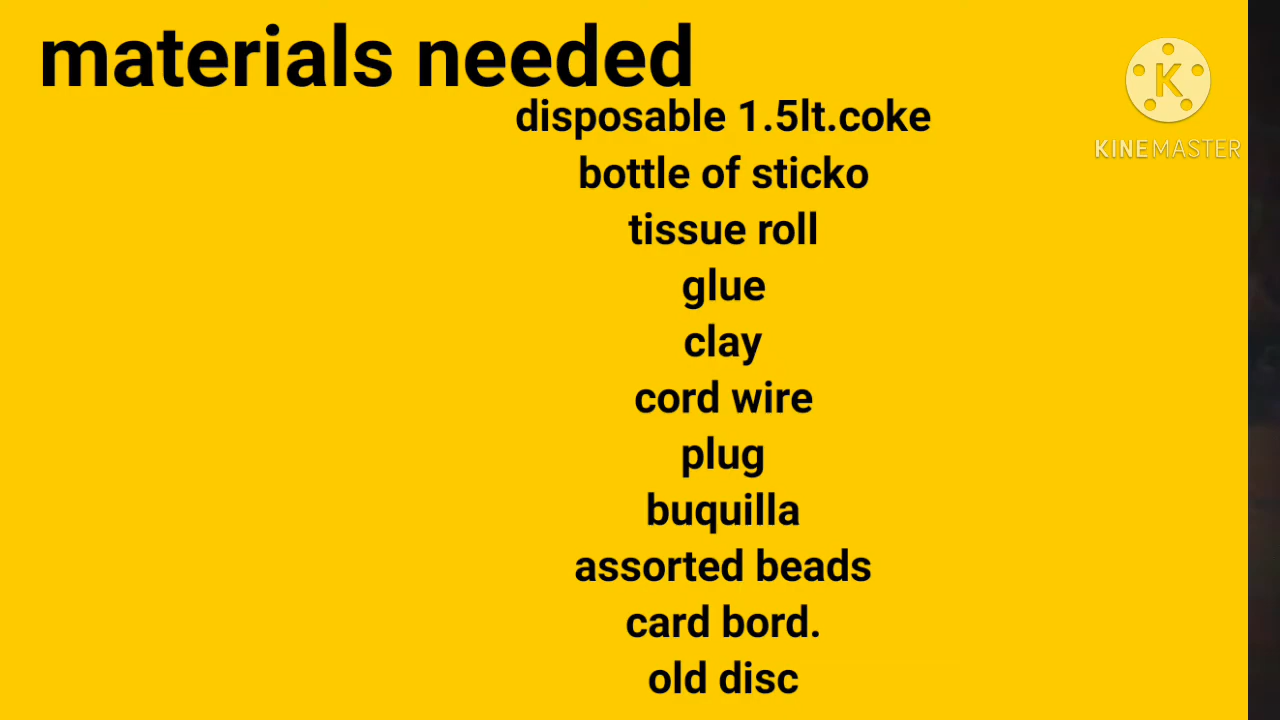 materials needed
disposable 1.5lt.coke
bottle of sticko
tissue roll
glue
clay
cord wire
plug
buquilla
assorted beads
card bord.
old disc
K
KINEMASTER